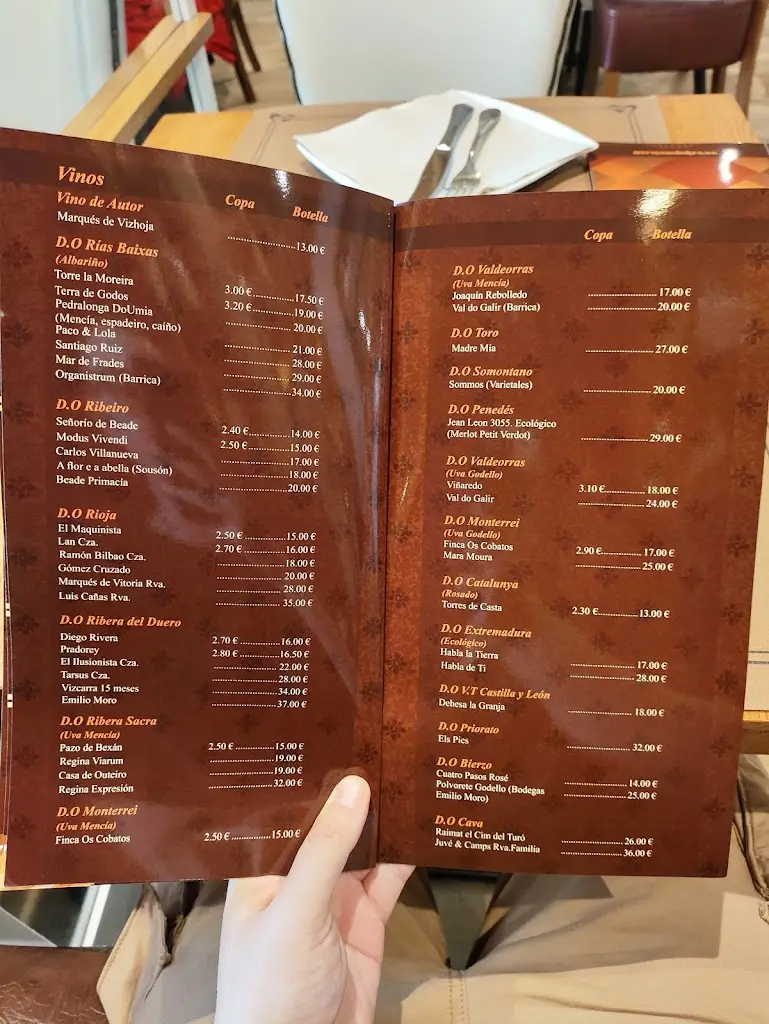 Vinos
Vino de Autor Copa Botella
Marqués de Vizhoja ........................13.00 €
D.O Rías Baixas
(Albariño)
Torre la Moreira 3.00 €..............17.50 €
Terra de Godos 3.20 €..............19.00 €
Pedralonga DoUmia ........................20.00 €
(Mencía, espadeiro, caíño)
Paco & Lola ........................21.00 €
Santiago Ruiz ........................28.00 €
Mar de Frades ........................29.00 €
Organistrum (Barrica) ........................34.00 €
D.O Ribeiro
Señorío de Beade 2.40 €..............14.00 €
Modus Vivendi 2.50 €..............15.00 €
Carlos Villanueva ........................17.00 €
A flor e a abella (Sousón) ........................18.00 €
Beade Primacía ........................20.00 €
D.O Rioja
El Maquinista 2.50 €..............15.00 €
Lan Cza. 2.70 €..............16.00 €
Ramón Bilbao Cza. ........................18.00 €
Gómez Cruzado ........................20.00 €
Marqués de Vitoria Rva. ........................28.00 €
Luis Cañas Rva. ........................35.00 €
D.O Ribera del Duero
Diego Rivera 2.70 €..............16.00 €
Pradorey 2.80 €..............16.50 €
El Ilusionista Cza. ........................22.00 €
Tarsus Cza. ........................28.00 €
Vizcarra 15 meses ........................34.00 €
Emilio Moro ........................37.00 €
D.O Ribera Sacra
(Uva Mencía)
Pazo de Bexán 2.50 €..............15.00 €
Regina Viarum ........................19.00 €
Casa de Outeiro ........................19.00 €
Regina Expresión ........................32.00 €
D.O Monterrei
(Uva Mencía)
Finca Os Cobatos 2.50 €..............15.00 €
Copa Botella
D.O Valdeorras
(Uva Mencía)
Joaquín Rebolledo ........................17.00 €
Val do Galir (Barrica) ........................20.00 €
D.O Toro
Madre Mía ........................27.00 €
D.O Somontano
Sommos (Varietales) ........................20.00 €
D.O Penedés
Jean Leon 3055. Ecológico
(Merlot Petit Verdot) ........................29.00 €
D.O Valdeorras
(Uva Godello)
Viñaredo 3.10 €..............18.00 €
Val do Galir ........................24.00 €
D.O Monterrei
(Uva Godello)
Finca Os Cobatos 2.90 €..............17.00 €
Mara Moura ........................25.00 €
D.O Catalunya
(Rosado)
Torres de Casta 2.30 €..............13.00 €
D.O Extremadura
(Ecológico)
Habla la Tierra ........................17.00 €
Habla de Ti ........................28.00 €
D.O V.T Castilla y León
Dehesa la Granja ........................18.00 €
D.O Priorato
Els Pics ........................32.00 €
D.O Bierzo
Cuatro Pasos Rosé ........................14.00 €
Polvorete Godello (Bodegas ........................25.00 €
Emilio Moro)
D.O Cava
Raimat el Cim del Turó ........................26.00 €
Juvé & Camps Rva.Familia ........................36.00 €